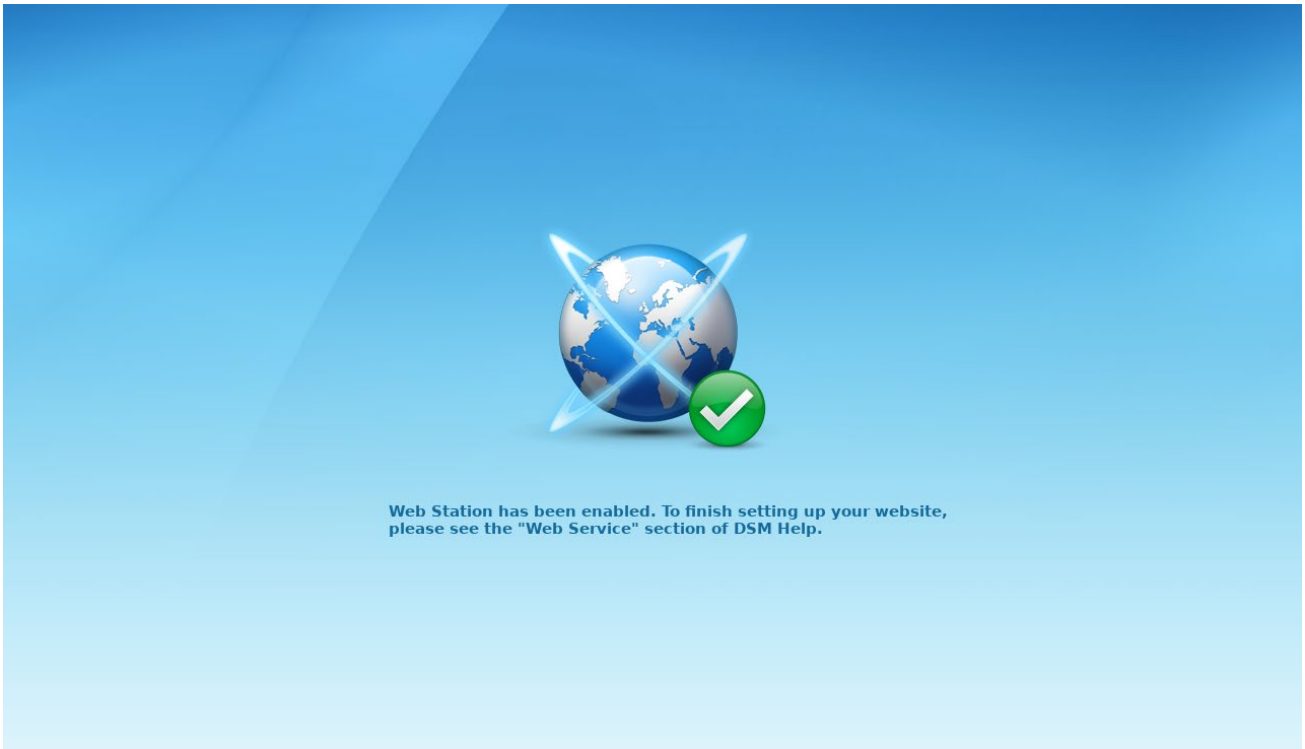 Web Station has been enabled. To finish setting up your website,
please see the "Web Service" section of DSM Help.